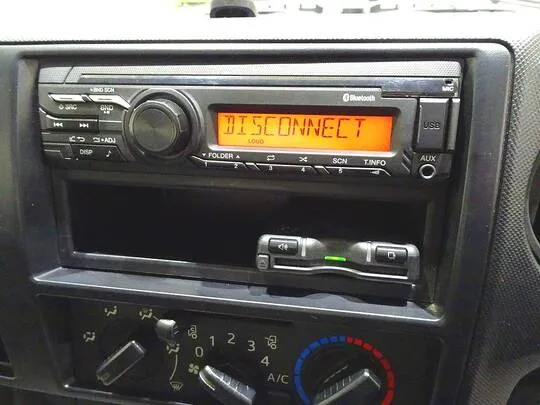 •BND SCN
Bluetooth
MIC
SRC
BND
DISCONNECT
LOUD
USB
ADJ
DISP
FOLDER
SCN
T.INFO
AUX
1 2 3 4 5
0 1 2 3 4
A/C